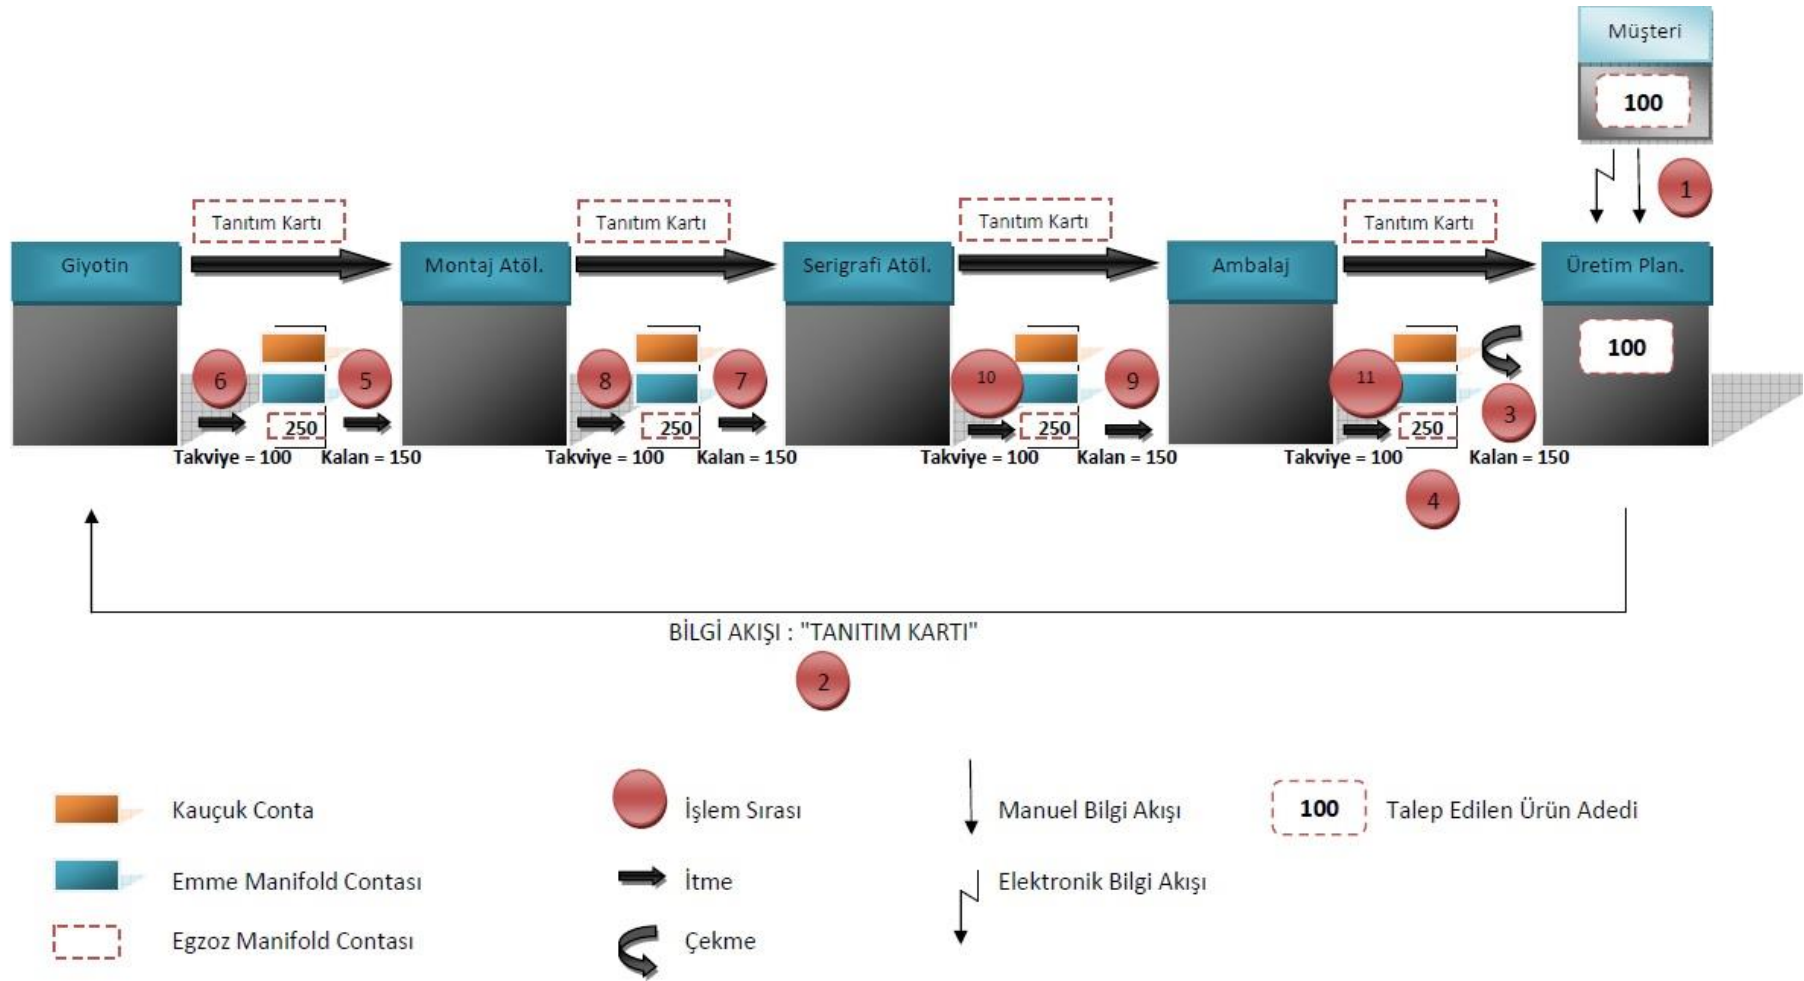 Müşteri
100
1
Tanıtım Kartı
Tanıtım Kartı
Tanıtım Kartı
Tanıtım Kartı
Giyotin
Montaj Atöl.
Serigrafi Atöl.
Ambalaj
Üretim Plan.
100
6
5
8
7
10
9
11
3
250
250
250
250
Takviye = 100
Kalan = 150
Takviye = 100
Kalan = 150
Takviye = 100
Kalan = 150
Takviye = 100
Kalan = 150
4
BİLGİ AKIŞI : "TANITIM KARTI"
2
Kauçuk Conta
İşlem Sırası
Manuel Bilgi Akışı
100
Talep Edilen Ürün Adedi
Emme Manifold Contası
İtme
Elektronik Bilgi Akışı
Egzoz Manifold Contası
Çekme